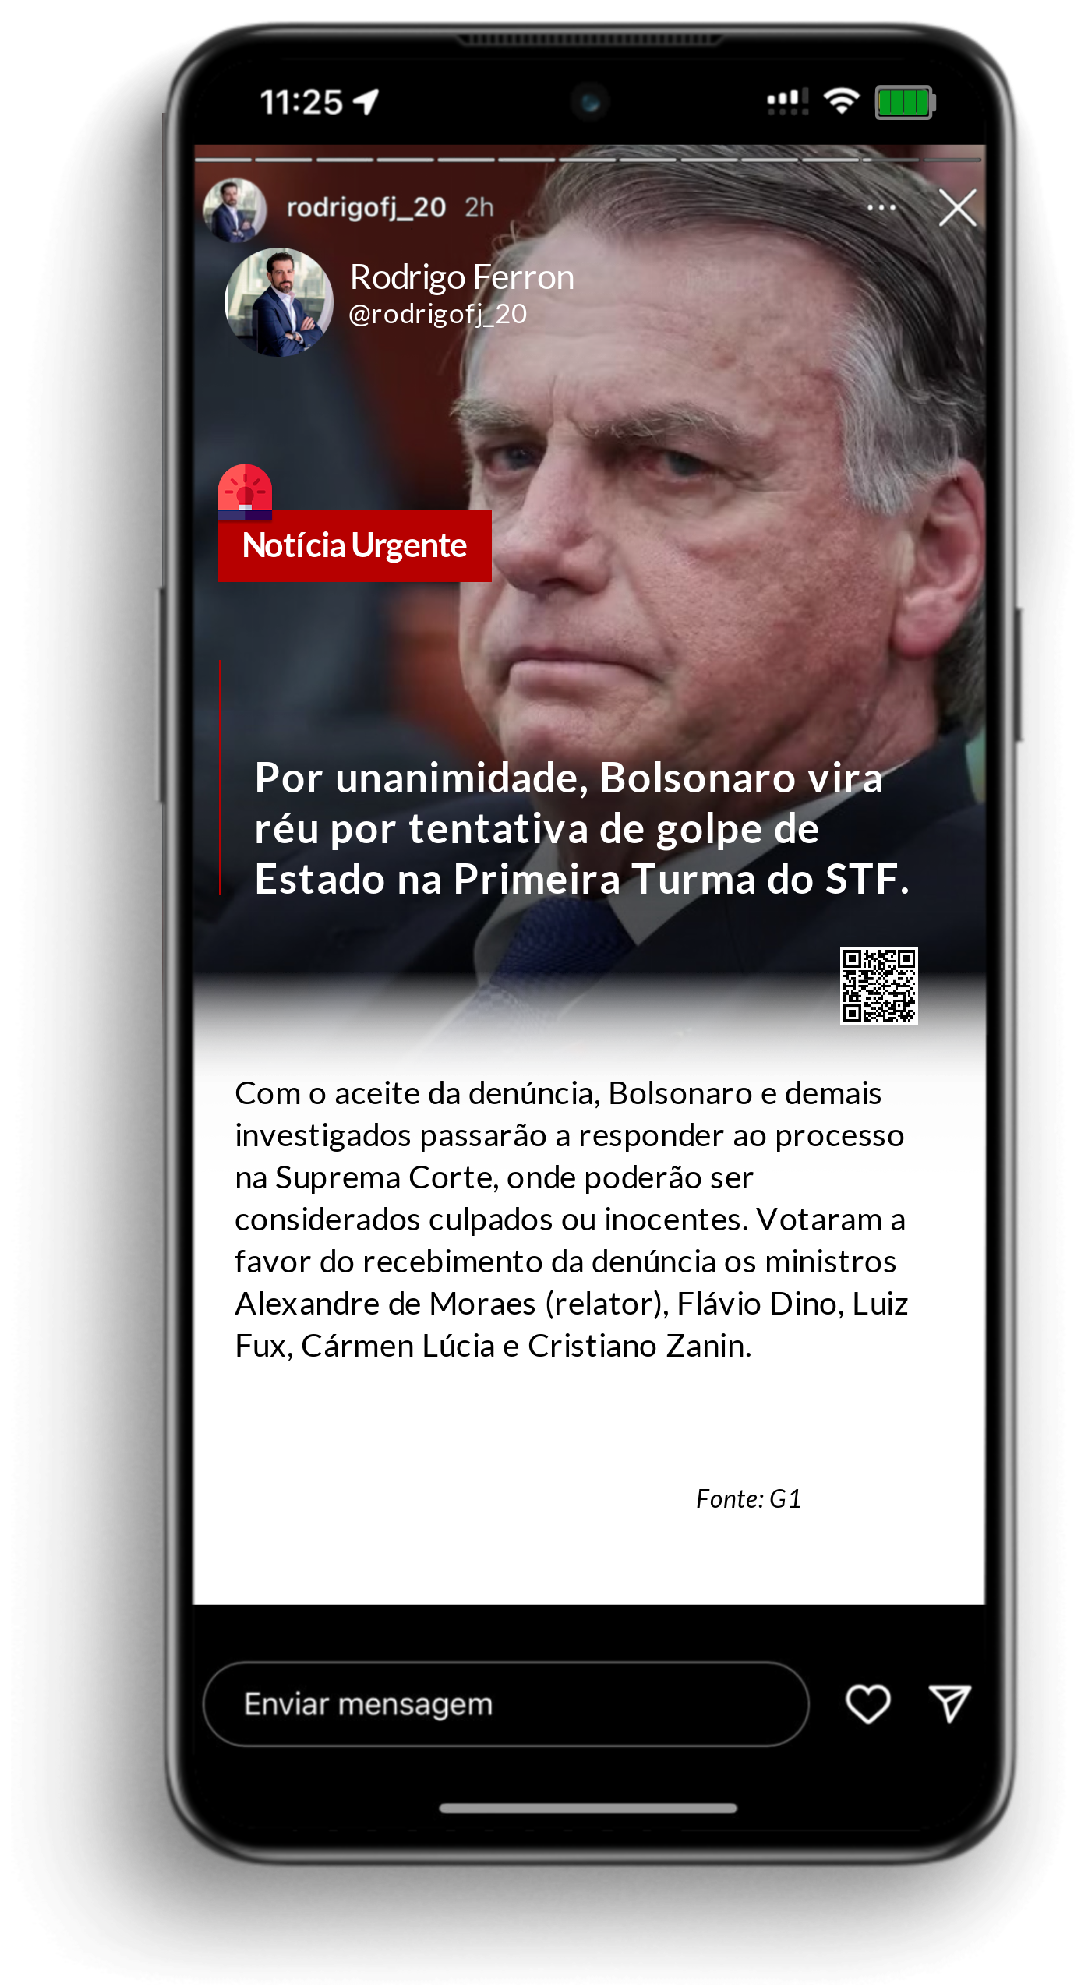 11:25
rodrigofj_20 2h
Rodrigo Ferron
@rodrigofj_20
Notícia Urgente
Por unanimidade, Bolsonaro vira
réu por tentativa de golpe de
Estado na Primeira Turma do STF.
Com o aceite da denúncia, Bolsonaro e demais
investigados passarão a responder ao processo
na Suprema Corte, onde poderão ser
considerados culpados ou inocentes. Votaram a
favor do recebimento da denúncia os ministros
Alexandre de Moraes (relator), Flávio Dino, Luiz
Fux, Cármen Lúcia e Cristiano Zanin.
Fonte: G1
Enviar mensagem